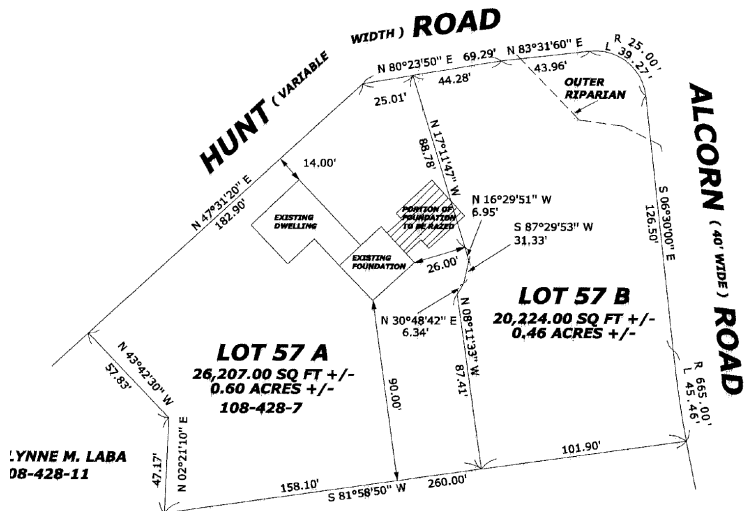 HUNT ( VARIABLE WIDTH ) ROAD
N 80°23'50" E 69.29'
N 83°31'60" E
25.01'
44.28'
43.96'
R 25.00'
L 39.27'
OUTER
RIPARIAN
ALCORN ( 40' WIDE ) ROAD
N 47°31'20" E
182.90'
14.00'
N 17°11'47" W
88.78'
EXISTING
DWELLING
PORTION OF
FOUNDATION
TO BE RAZED
N 16°29'51" W
6.95'
S 87°29'53" W
31.33'
S 06°30'00" E
126.50'
EXISTING
FOUNDATION
26.00'
N 30°48'42" E
6.34'
N 08°11'33" W
87.41'
LOT 57 B
20,224.00 SQ FT +/-
0.46 ACRES +/-
LOT 57 A
26,207.00 SQ FT +/-
0.60 ACRES +/-
108-428-7
90.00'
N 43°42'30" W
57.83'
R 665.00'
L 45.46'
LYNNE M. LABA
08-428-11
47.17'
N 02°21'10" E
158.10'
101.90'
S 81°58'50" W 260.00'